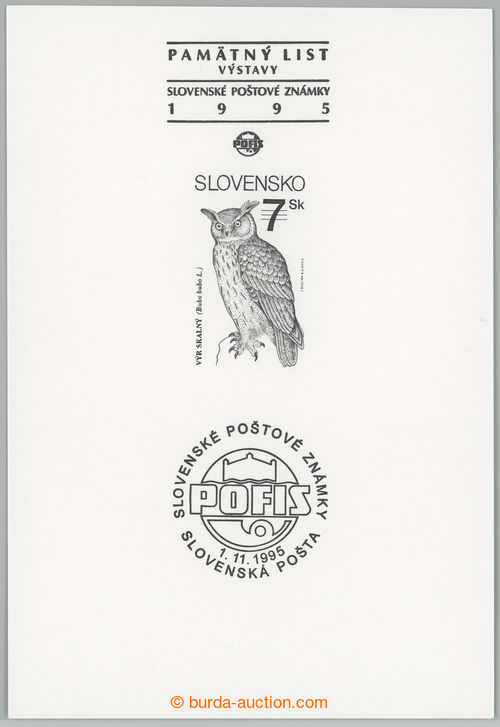 PAMÄTNÝ LIST
VÝSTAVY
SLOVENSKÉ POŠTOVÉ ZNÁMKY
1 9 9 5
POFIS
SLOVENSKO
7 Sk
VÝR SKALNÝ (Bubo bubo L.)
SLOVENSKÉ POŠTOVÉ ZNÁMKY
POFIS
1. 11. 1995
SLOVENSKÁ POŠTA
© burda-auction.com